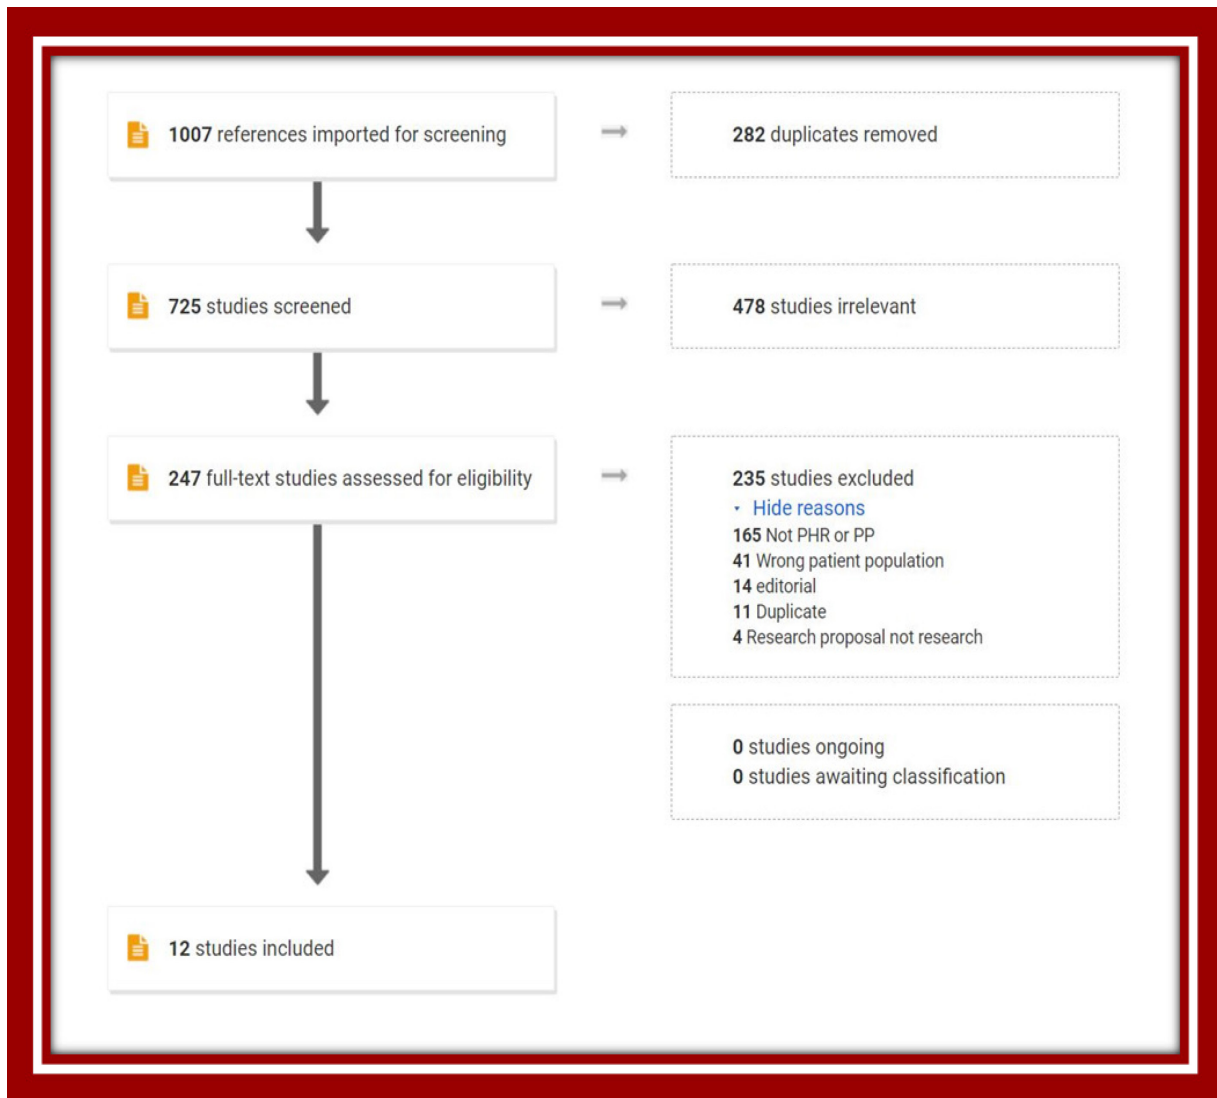 1007 references imported for screening
282 duplicates removed
725 studies screened
478 studies irrelevant
247 full-text studies assessed for eligibility
235 studies excluded
Hide reasons
165 Not PHR or PP
41 Wrong patient population
14 editorial
11 Duplicate
4 Research proposal not research
0 studies ongoing
0 studies awaiting classification
12 studies included